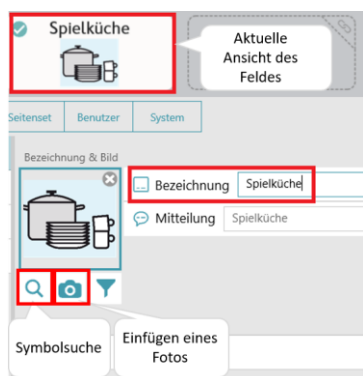 Spielküche
Aktuelle
Ansicht des
Feldes
Seitenset
Benutzer
System
Bezeichnung & Bild
Bezeichnung
Spielküche
Mitteilung
Spielküche
Symbolsuche
Einfügen eines
Fotos